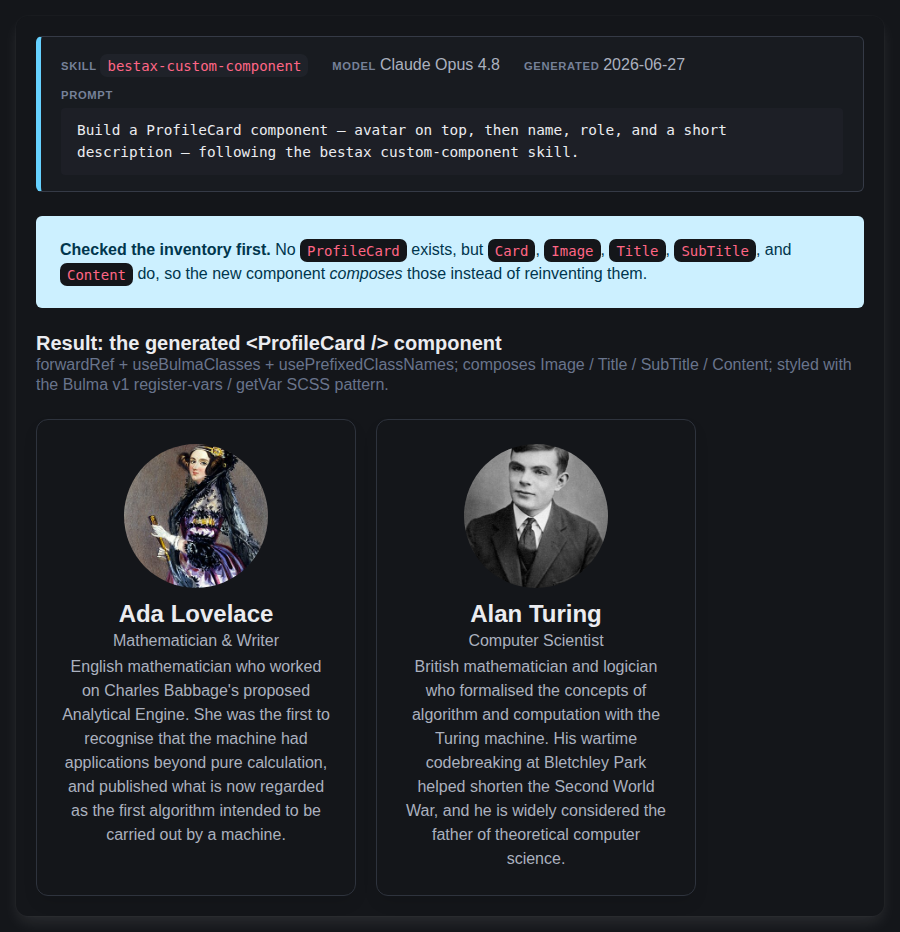 SKILL bestax-custom-component MODEL Claude Opus 4.8 GENERATED 2026-06-27
PROMPT
Build a ProfileCard component — avatar on top, then name, role, and a short
description — following the bestax custom-component skill.
Checked the inventory first. No ProfileCard exists, but Card, Image, Title, SubTitle, and
Content do, so the new component composes those instead of reinventing them.
Result: the generated <ProfileCard /> component
forwardRef + useBulmaClasses + usePrefixedClassNames; composes Image / Title / SubTitle / Content; styled with
the Bulma v1 register-vars / getVar SCSS pattern.
Ada Lovelace
Mathematician & Writer
English mathematician who worked
on Charles Babbage's proposed
Analytical Engine. She was the first to
recognise that the machine had
applications beyond pure calculation,
and published what is now regarded
as the first algorithm intended to be
carried out by a machine.
Alan Turing
Computer Scientist
British mathematician and logician
who formalised the concepts of
algorithm and computation with the
Turing machine. His wartime
codebreaking at Bletchley Park
helped shorten the Second World
War, and he is widely considered the
father of theoretical computer
science.